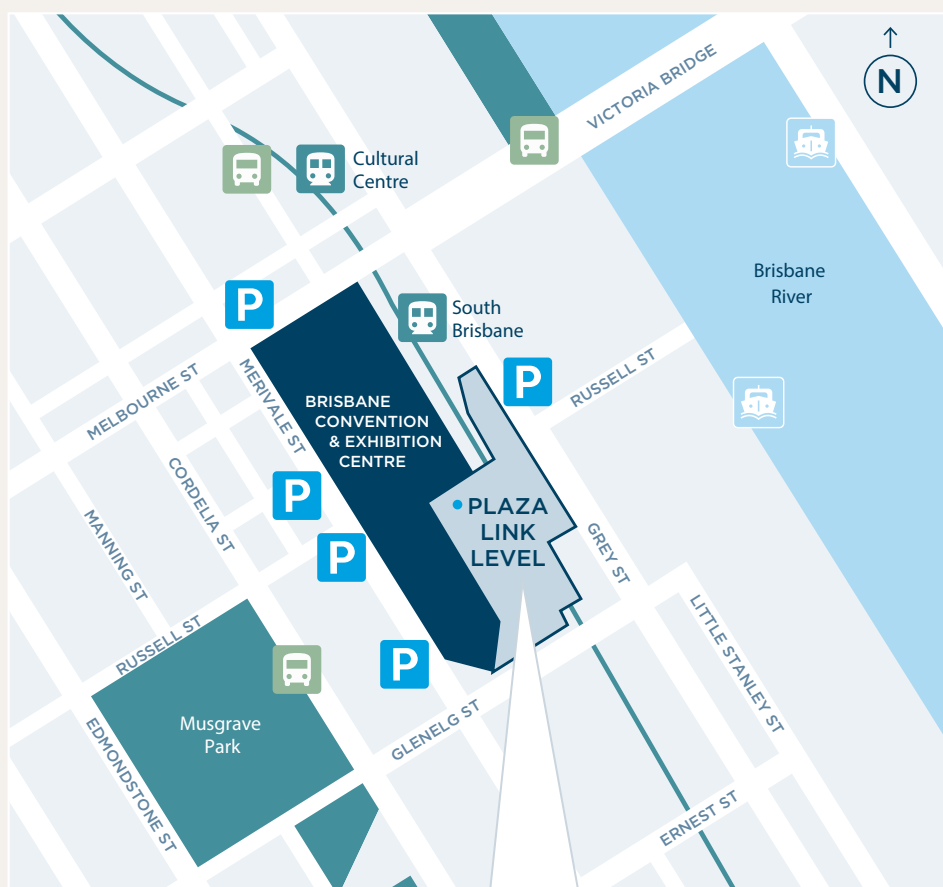 VICTORIA BRIDGE
N
Cultural
Centre
Brisbane
River
P
South
Brisbane
MELBOURNE ST
MERIVALE ST
P
RUSSELL ST
BRISBANE
CONVENTION
& EXHIBITION
CENTRE
CORDELIA ST
MANNING ST
P
PLAZA
LINK
LEVEL
GREY ST
P
RUSSELL ST
LITTLE STANLEY ST
P
Musgrave
Park
GLENELG ST
EDMONDSTONE ST
ERNEST ST